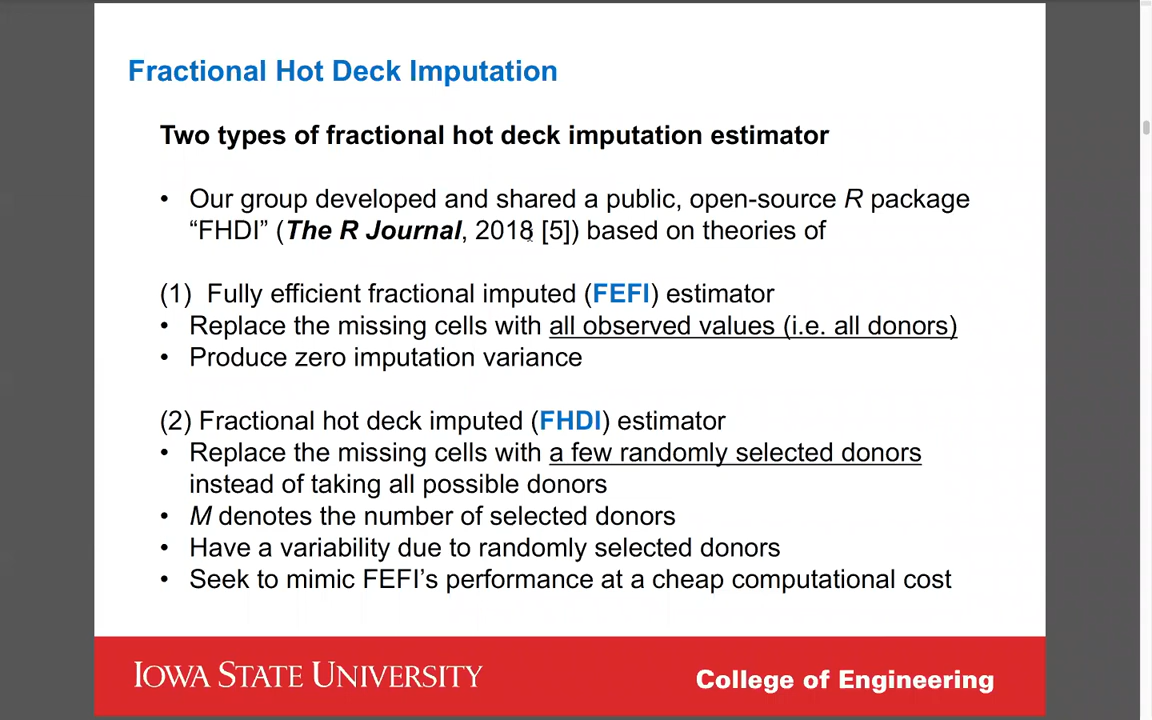 Fractional Hot Deck Imputation
Two types of fractional hot deck imputation estimator
• Our group developed and shared a public, open-source R package
“FHDI” (The R Journal, 2018 [5]) based on theories of
(1) Fully efficient fractional imputed (FEFI) estimator
• Replace the missing cells with all observed values (i.e. all donors)
• Produce zero imputation variance
(2) Fractional hot deck imputed (FHDI) estimator
• Replace the missing cells with a few randomly selected donors
instead of taking all possible donors
• M denotes the number of selected donors
• Have a variability due to randomly selected donors
• Seek to mimic FEFI’s performance at a cheap computational cost
IOWA STATE UNIVERSITY
College of Engineering